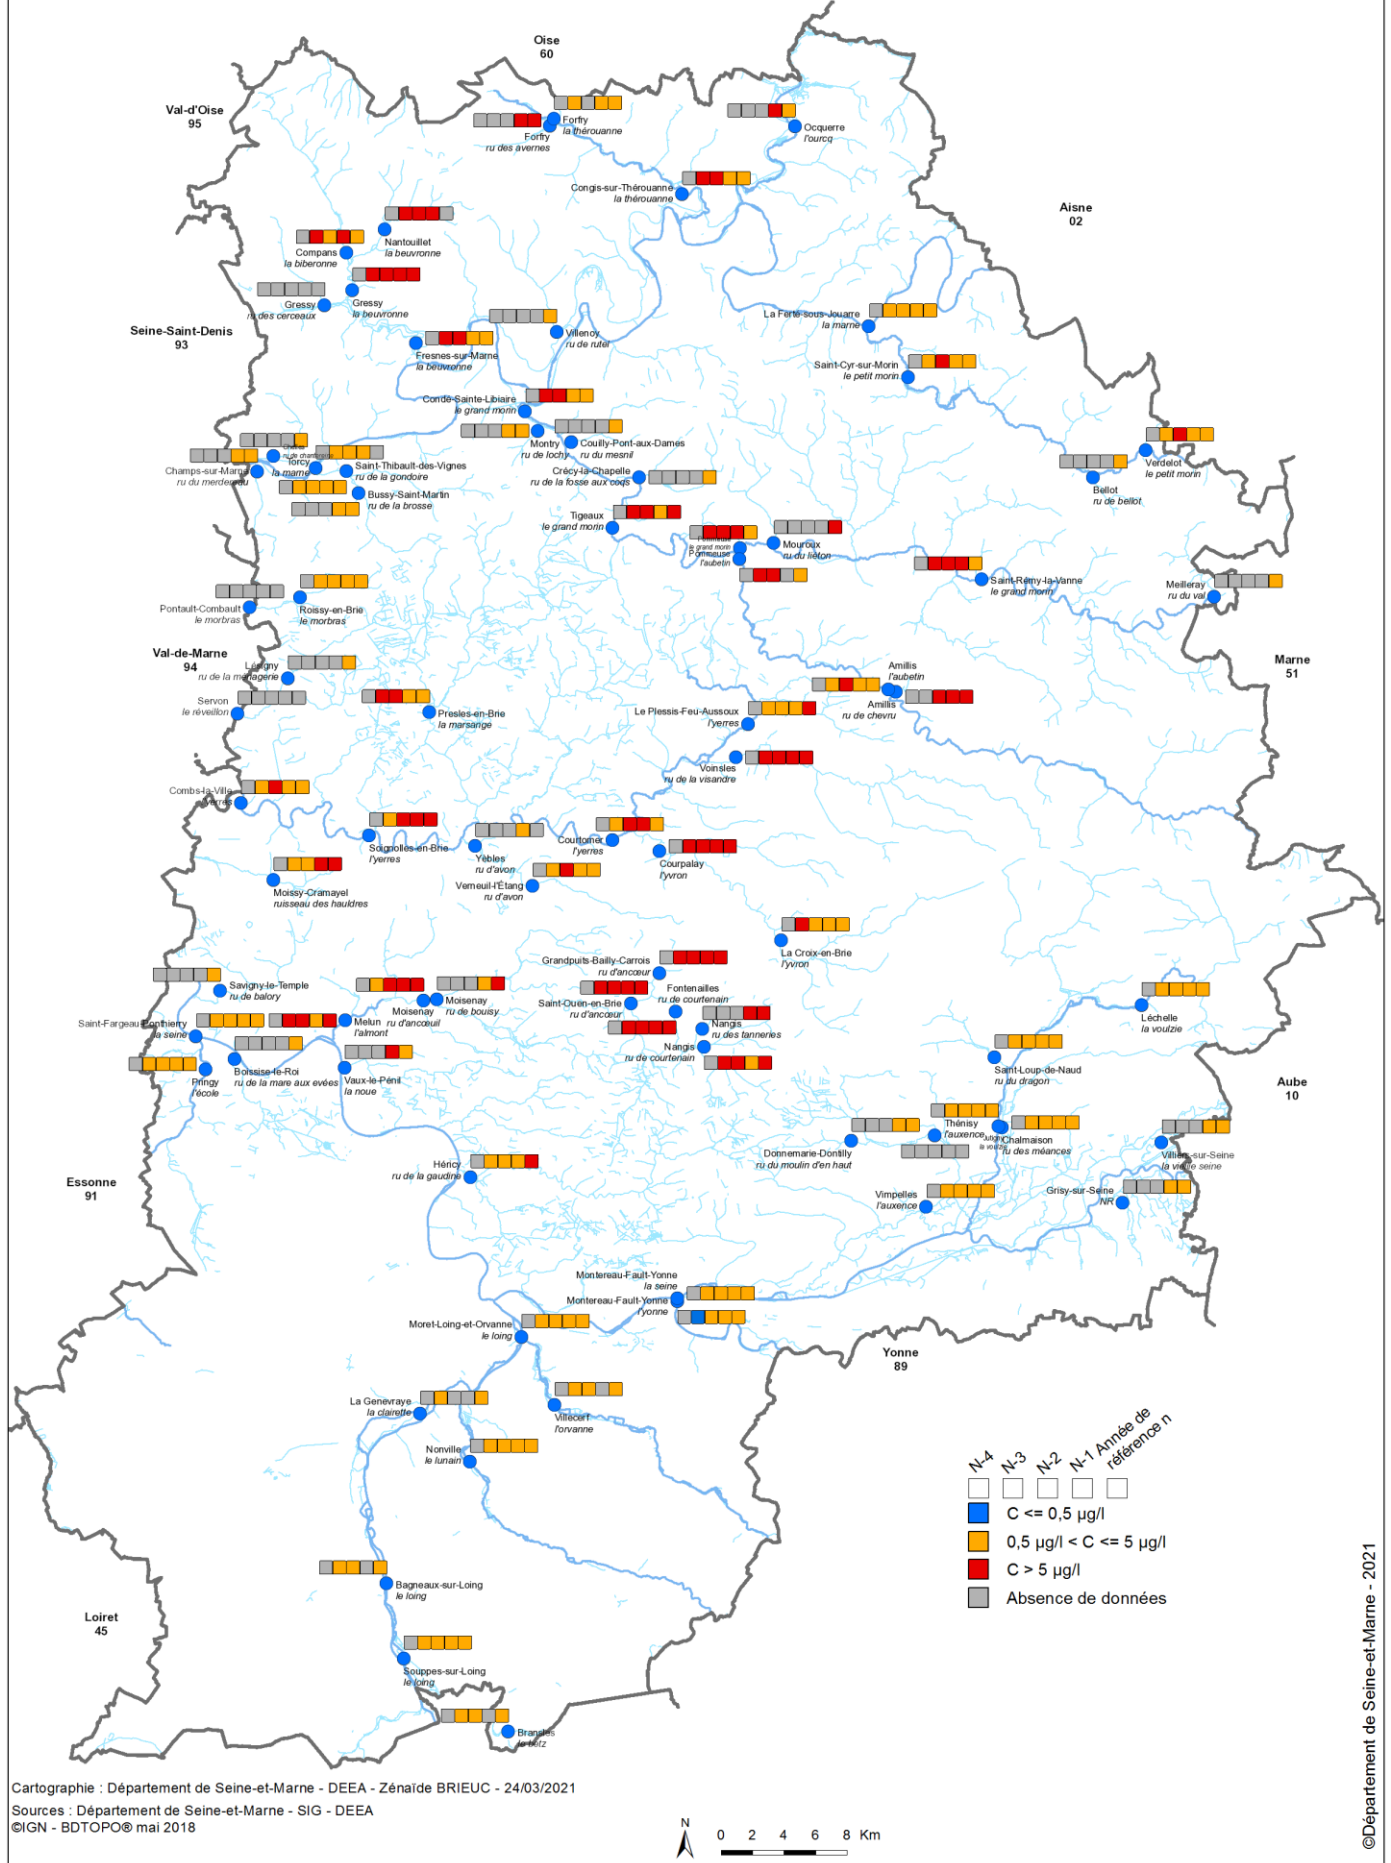 Oise
60
Val-d'Oise
95
Forfry
la thérouanne
Forfry
ru des avernes
Ocquerre
l'ourcq
Congis-sur-Thérouanne
la thérouanne
Aisne
02
Nantouillet
la beuvronne
Compans
la biberonne
Gressy
ru des cerceaux
Gressy
la beuvronne
Seine-Saint-Denis
93
Fresnes-sur-Marne
la beuvronne
Villenoy
ru de rutel
La Ferté-sous-Jouarre
la marne
Saint-Cyr-sur-Morin
le petit morin
Condé-Sainte-Libiaire
le grand morin
Montry
ru de lochy
Couilly-Pont-aux-Dames
ru du mesnil
Verdelot
le petit morin
Bellot
ru de bellot
Champs-sur-Marne
ru du merdereau
Torcy
la marne
Saint-Thibault-des-Vignes
ru de la gondoire
Bussy-Saint-Martin
ru de la brosse
Crécy-la-Chapelle
ru de la fosse aux coqs
Tigeaux
le grand morin
le grand morin
Pommeuse
l'aubetin
Mouroux
ru du liéton
Saint-Rémy-la-Vanne
le grand morin
Meilleray
ru du val
Pontault-Combault
le morbras
Roissy-en-Brie
le morbras
Val-de-Marne
94
Lésigny
ru de la ménagerie
Marne
51
Servon
le réveillon
Presles-en-Brie
la marsange
Amillis
l'aubetin
Amillis
ru de chevru
Le Plessis-Feu-Aussoux
l'yerres
Voinsles
ru de la visandre
Combs-la-Ville
l'yerres
Soignolles-en-Brie
l'yerres
Yèbles
ru d'avon
Courtomer
l'yerres
Courpalay
l'yvron
Verneuil-l'Étang
ru d'avon
Moissy-Cramayel
ruisseau des hauldres
La Croix-en-Brie
l'yvron
Grandpuits-Bailly-Carrois
ru d'ancœur
Savigny-le-Temple
ru de balory
Saint-Ouen-en-Brie
ru d'ancœur
Fontenailles
ru de courtenain
Moisenay
ru de bouisy
Moisenay
ru d'ancœuil
Léchelle
la voulzie
Saint-Fargeau-Ponthierry
la seine
Melun
l'almont
Nangis
ru des tanneries
Nangis
ru de courtenain
Boissise-le-Roi
ru de la mare aux evées
Pringy
l'école
Vaux-le-Pénil
la noue
Saint-Loup-de-Naud
ru du dragon
Aube
10
Thénisy
l'auxence
Jutigny
la voulzie
Chalmaison
ru des méances
Donnemarie-Dontilly
ru du moulin d'en haut
Villiers-sur-Seine
la vieille seine
Essonne
91
Héricy
ru de la gaudine
Vimpelles
l'auxence
Grisy-sur-Seine
NR
Montereau-Fault-Yonne
la seine
Montereau-Fault-Yonne
l'yonne
Moret-Loing-et-Orvanne
le loing
Yonne
89
La Genevraye
la clairette
Villecerf
l'orvanne
Nonville
le lunain
N-4
N-3
N-2
N-1
Année de
référence n
C <= 0,5 µg/l
0,5 µg/l < C <= 5 µg/l
C > 5 µg/l
Absence de données
Bagneaux-sur-Loing
le loing
Loiret
45
Souppes-sur-Loing
le loing
Bransles
le betz
Cartographie : Département de Seine-et-Marne - DEEA - Zénaïde BRIEUC - 24/03/2021
Sources : Département de Seine-et-Marne - SIG - DEEA
©IGN - BDTOPO® mai 2018
N
0 2 4 6 8 Km
©Département de Seine-et-Marne - 2021